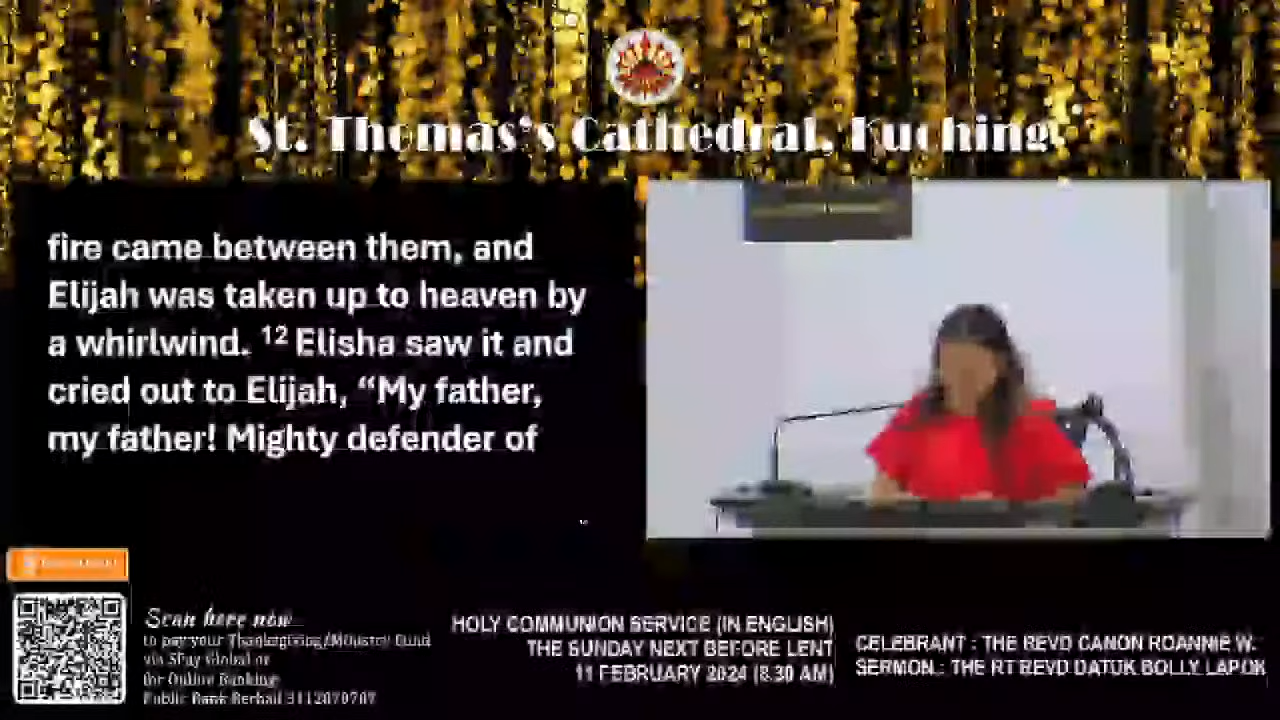 St. Thomas's Cathedral, Kuching
fire came between them, and
Elijah was taken up to heaven by
a whirlwind. ¹² Elisha saw it and
cried out to Elijah, “My father,
my father! Mighty defender of
Scan here now
to pay your Thanksgiving/Ministry Fund
via SPay Global or
for Online Banking
Public Bank Berhad
HOLY COMMUNION SERVICE (IN ENGLISH)
THE SUNDAY NEXT BEFORE LENT
11 FEBRUARY 2024 (8.30 AM)
CELEBRANT : THE REVD CANON ROANNIE W.
SERMON : THE RT REVD DATUK BOLLY LAPOK